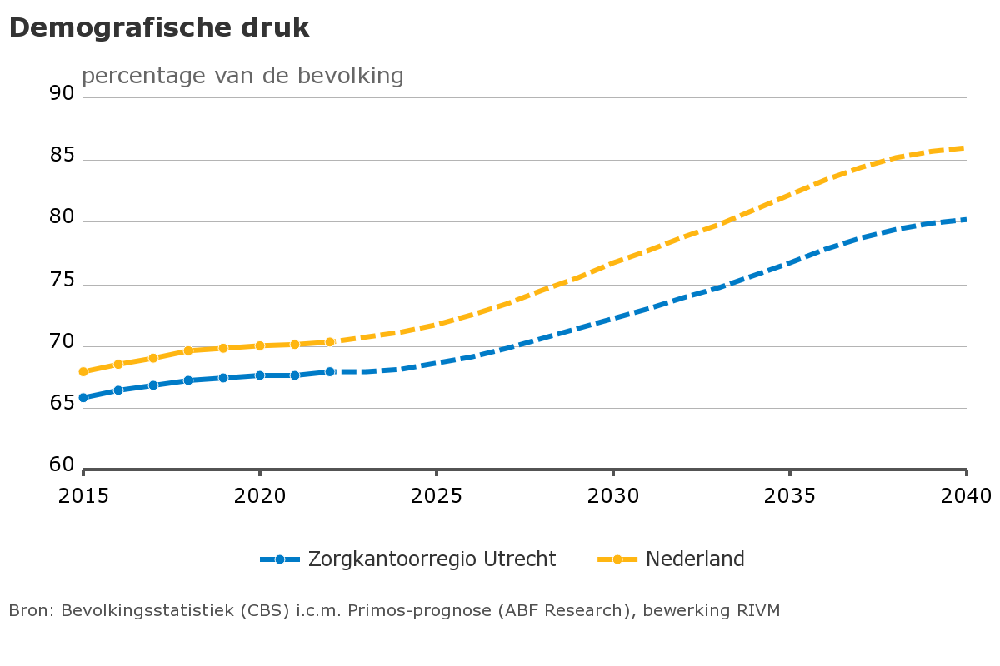 Demografische druk
percentage van de bevolking
90
85
80
75
70
65
60
2015 2020 2025 2030 2035 2040
Zorgkantoorregio Utrecht Nederland
Bron: Bevolkingsstatistiek (CBS) i.c.m. Primos-prognose (ABF Research), bewerking RIVM